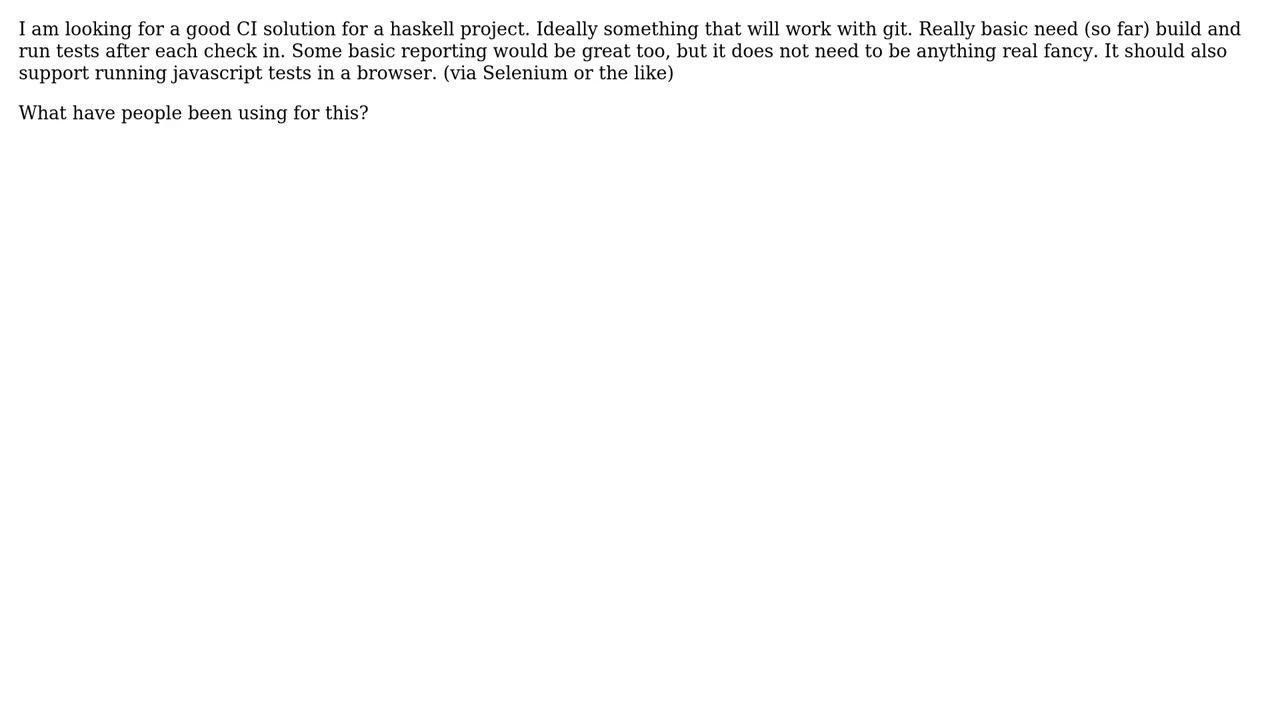 I am looking for a good CI solution for a haskell project. Ideally something that will work with git. Really basic need (so far) build and
run tests after each check in. Some basic reporting would be great too, but it does not need to be anything real fancy. It should also
support running javascript tests in a browser. (via Selenium or the like)
What have people been using for this?